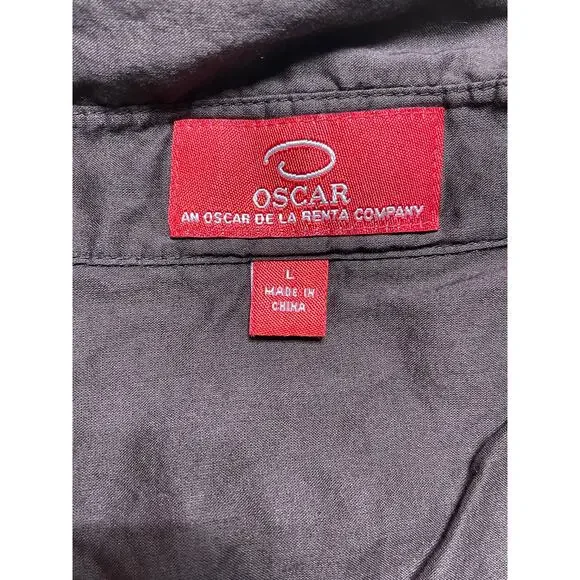 OSCAR
AN OSCAR DE LA RENTA COMPANY
L
MADE IN
CHINA